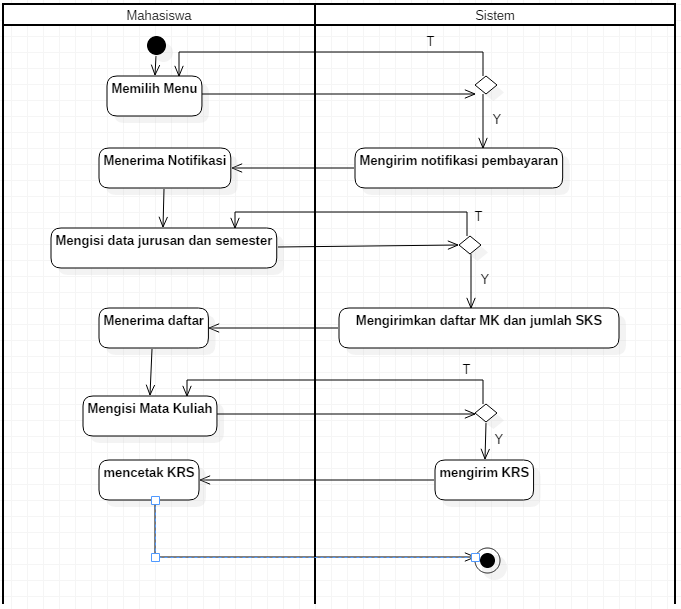 Mahasiswa
Sistem
T
Memilih Menu
Y
Menerima Notifikasi
Mengirim notifikasi pembayaran
T
Mengisi data jurusan dan semester
Y
Menerima daftar
Mengirimkan daftar MK dan jumlah SKS
T
Mengisi Mata Kuliah
Y
mencetak KRS
mengirim KRS